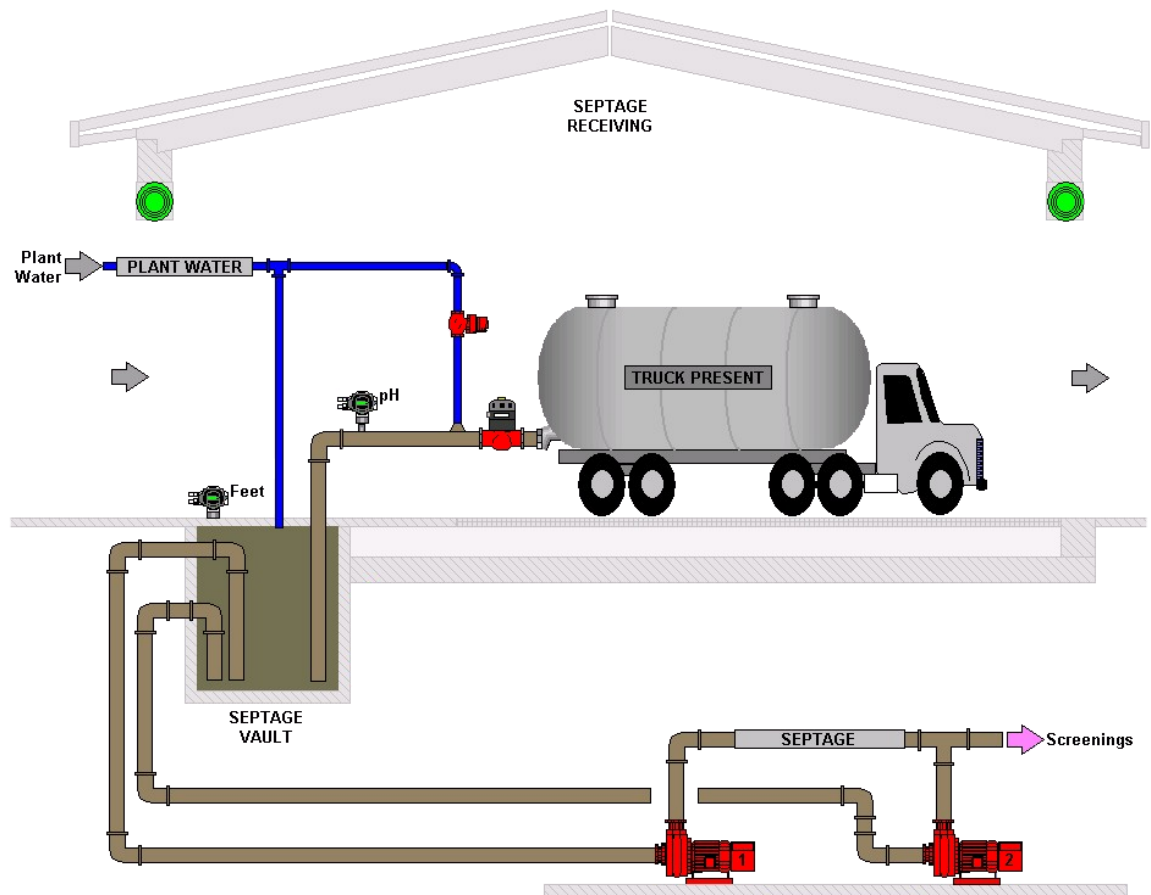 SEPTAGE
RECEIVING
Plant
Water
PLANT WATER
TRUCK PRESENT
pH
Feet
SEPTAGE
VAULT
SEPTAGE
Screenings
1
2